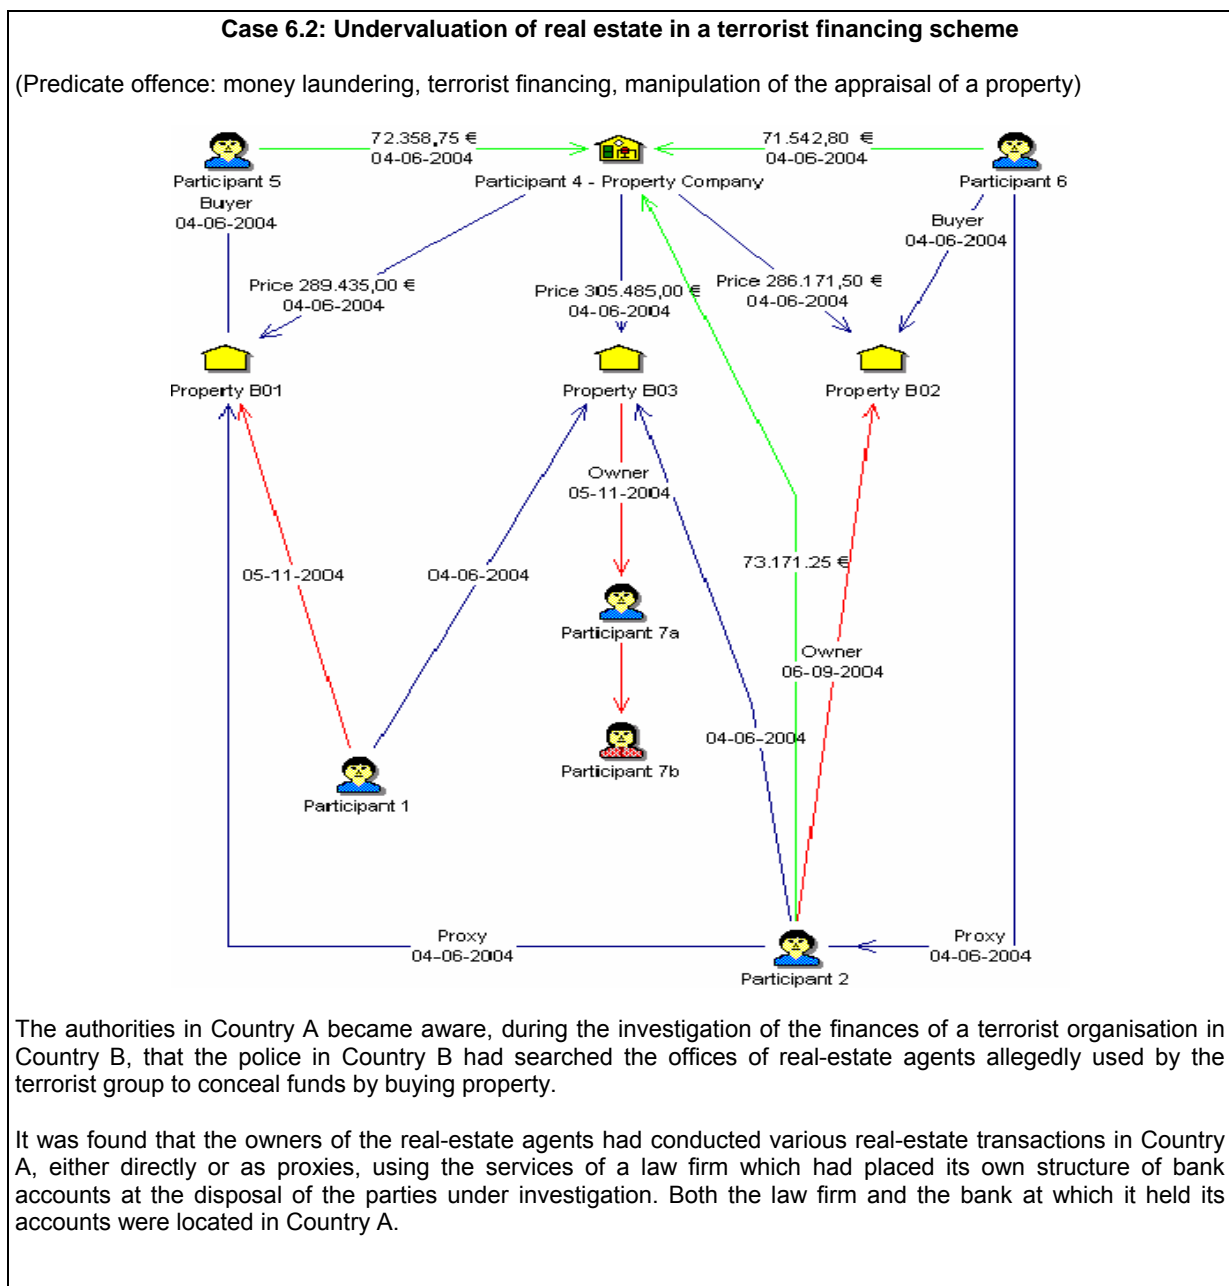 Case 6.2: Undervaluation of real estate in a terrorist financing scheme
(Predicate offence: money laundering, terrorist financing, manipulation of the appraisal of a property)
72.358,75 €
04-06-2004
71.542,80 €
04-06-2004
Participant 5
Participant 4 - Property Company
Participant 6
Buyer
04-06-2004
Buyer
04-06-2004
Price 289.435,00 €
04-06-2004
Price 305.485,00 €
04-06-2004
Price 286.171,50 €
04-06-2004
Property B01
Property B03
Property B02
Owner
05-11-2004
05-11-2004
04-06-2004
73.171.25 €
Participant 7a
Owner
06-09-2004
04-06-2004
Participant 7b
Participant 1
Proxy
04-06-2004
Proxy
04-06-2004
Participant 2
The authorities in Country A became aware, during the investigation of the finances of a terrorist organisation in
Country B, that the police in Country B had searched the offices of real-estate agents allegedly used by the
terrorist group to conceal funds by buying property.
It was found that the owners of the real-estate agents had conducted various real-estate transactions in Country
A, either directly or as proxies, using the services of a law firm which had placed its own structure of bank
accounts at the disposal of the parties under investigation. Both the law firm and the bank at which it held its
accounts were located in Country A.